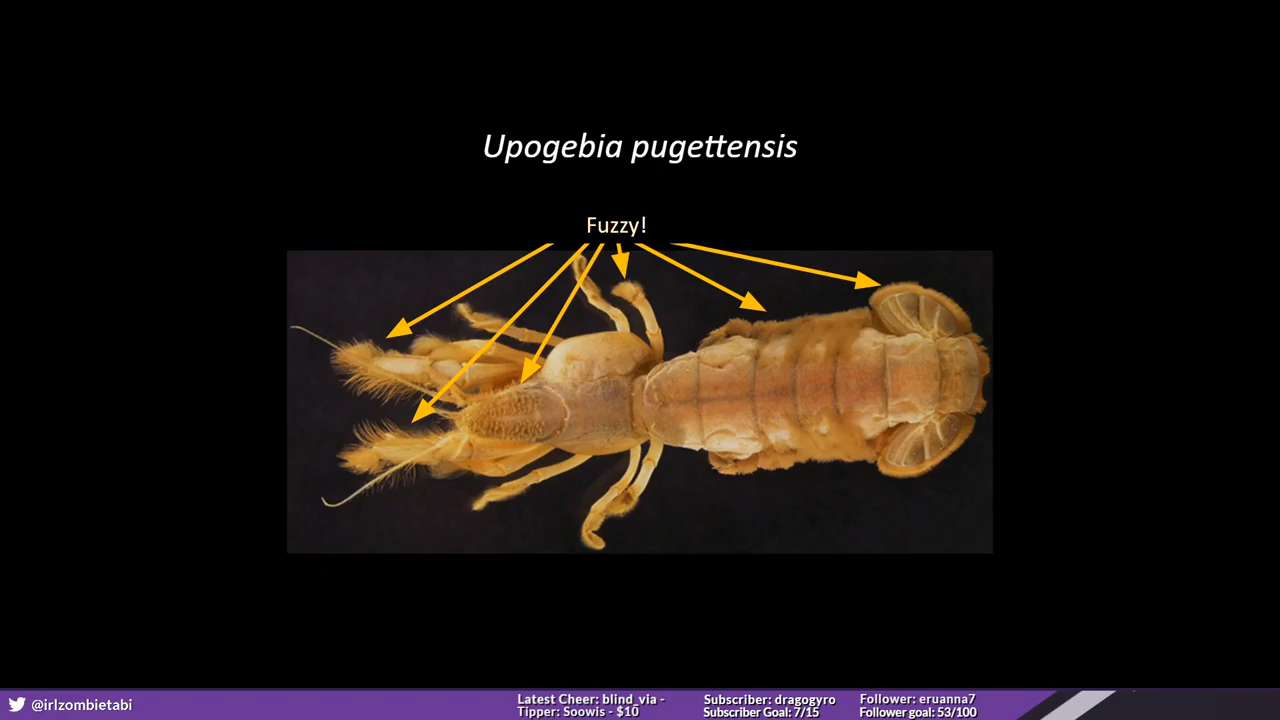 Upogebia pugettensis
Fuzzy!
@irlzombietabi
Latest Cheer: blind_via -
Tipper: Soowis - $10
Subscriber: dragogyro
Subscriber Goal: 7/15
Follower: eruanna7
Follower goal: 53/100